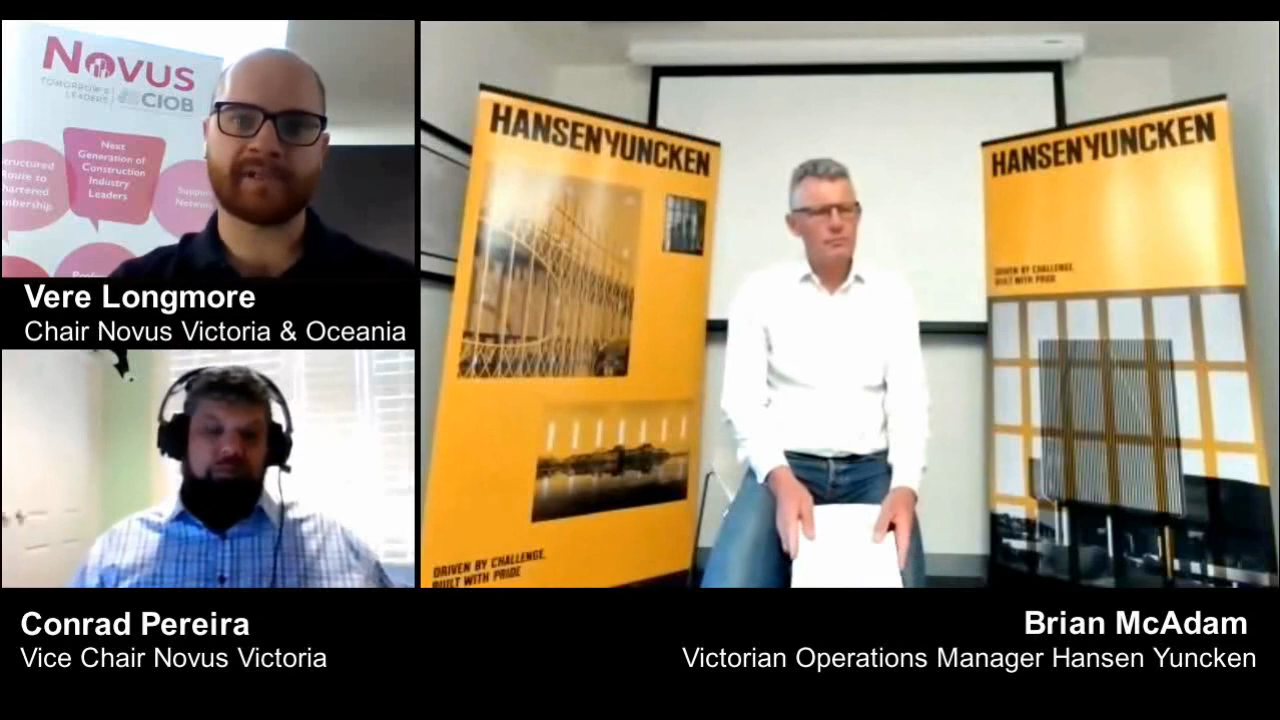 NOVUS
TOMORROW'S
LEADERS
CIOB
Structured
Route to
Chartered
Membership.
Next
Generation of
Construction
Industry
Leaders
Vere Longmore
Chair Novus Victoria & Oceania
Conrad Pereira
Vice Chair Novus Victoria
HANSENYUNCKEN
DRIVEN BY CHALLENGE.
BUILT WITH PRIDE
HANSENYUNCKEN
DRIVEN BY CHALLENGE.
BUILT WITH PRIDE
Brian McAdam
Victorian Operations Manager Hansen Yuncken